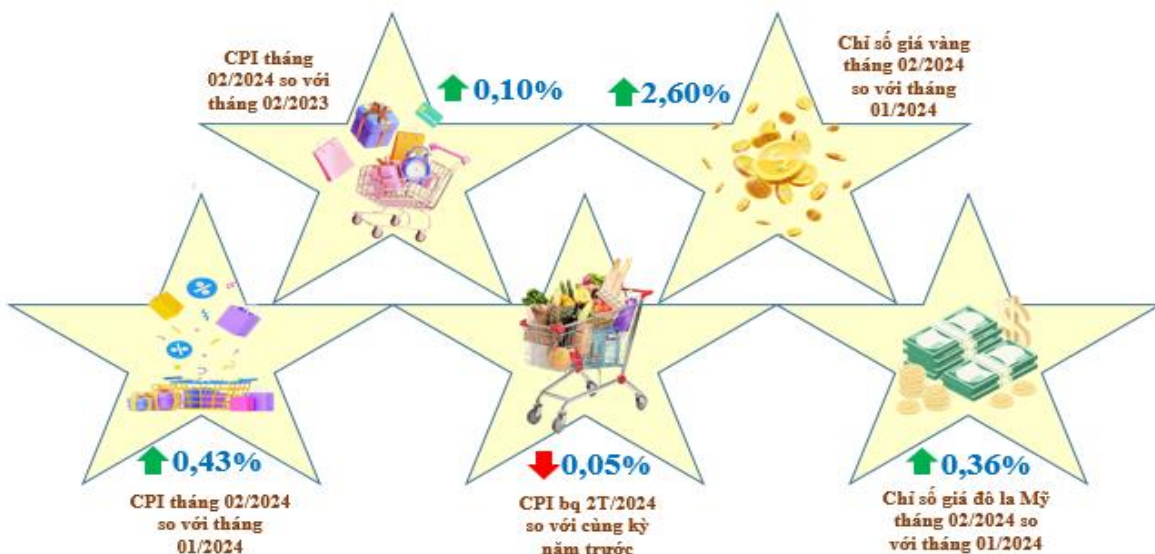 CPI tháng
02/2024 so với
tháng 02/2023
0,10%
2,60%
Chỉ số giá vàng
tháng 02/2024
so với tháng
01/2024
0,43%
CPI tháng 02/2024
so với tháng
01/2024
0,05%
CPI bq 2T/2024
so với cùng kỳ
năm trước
0,36%
Chỉ số giá đô la Mỹ
tháng 02/2024 so
với tháng 01/2024